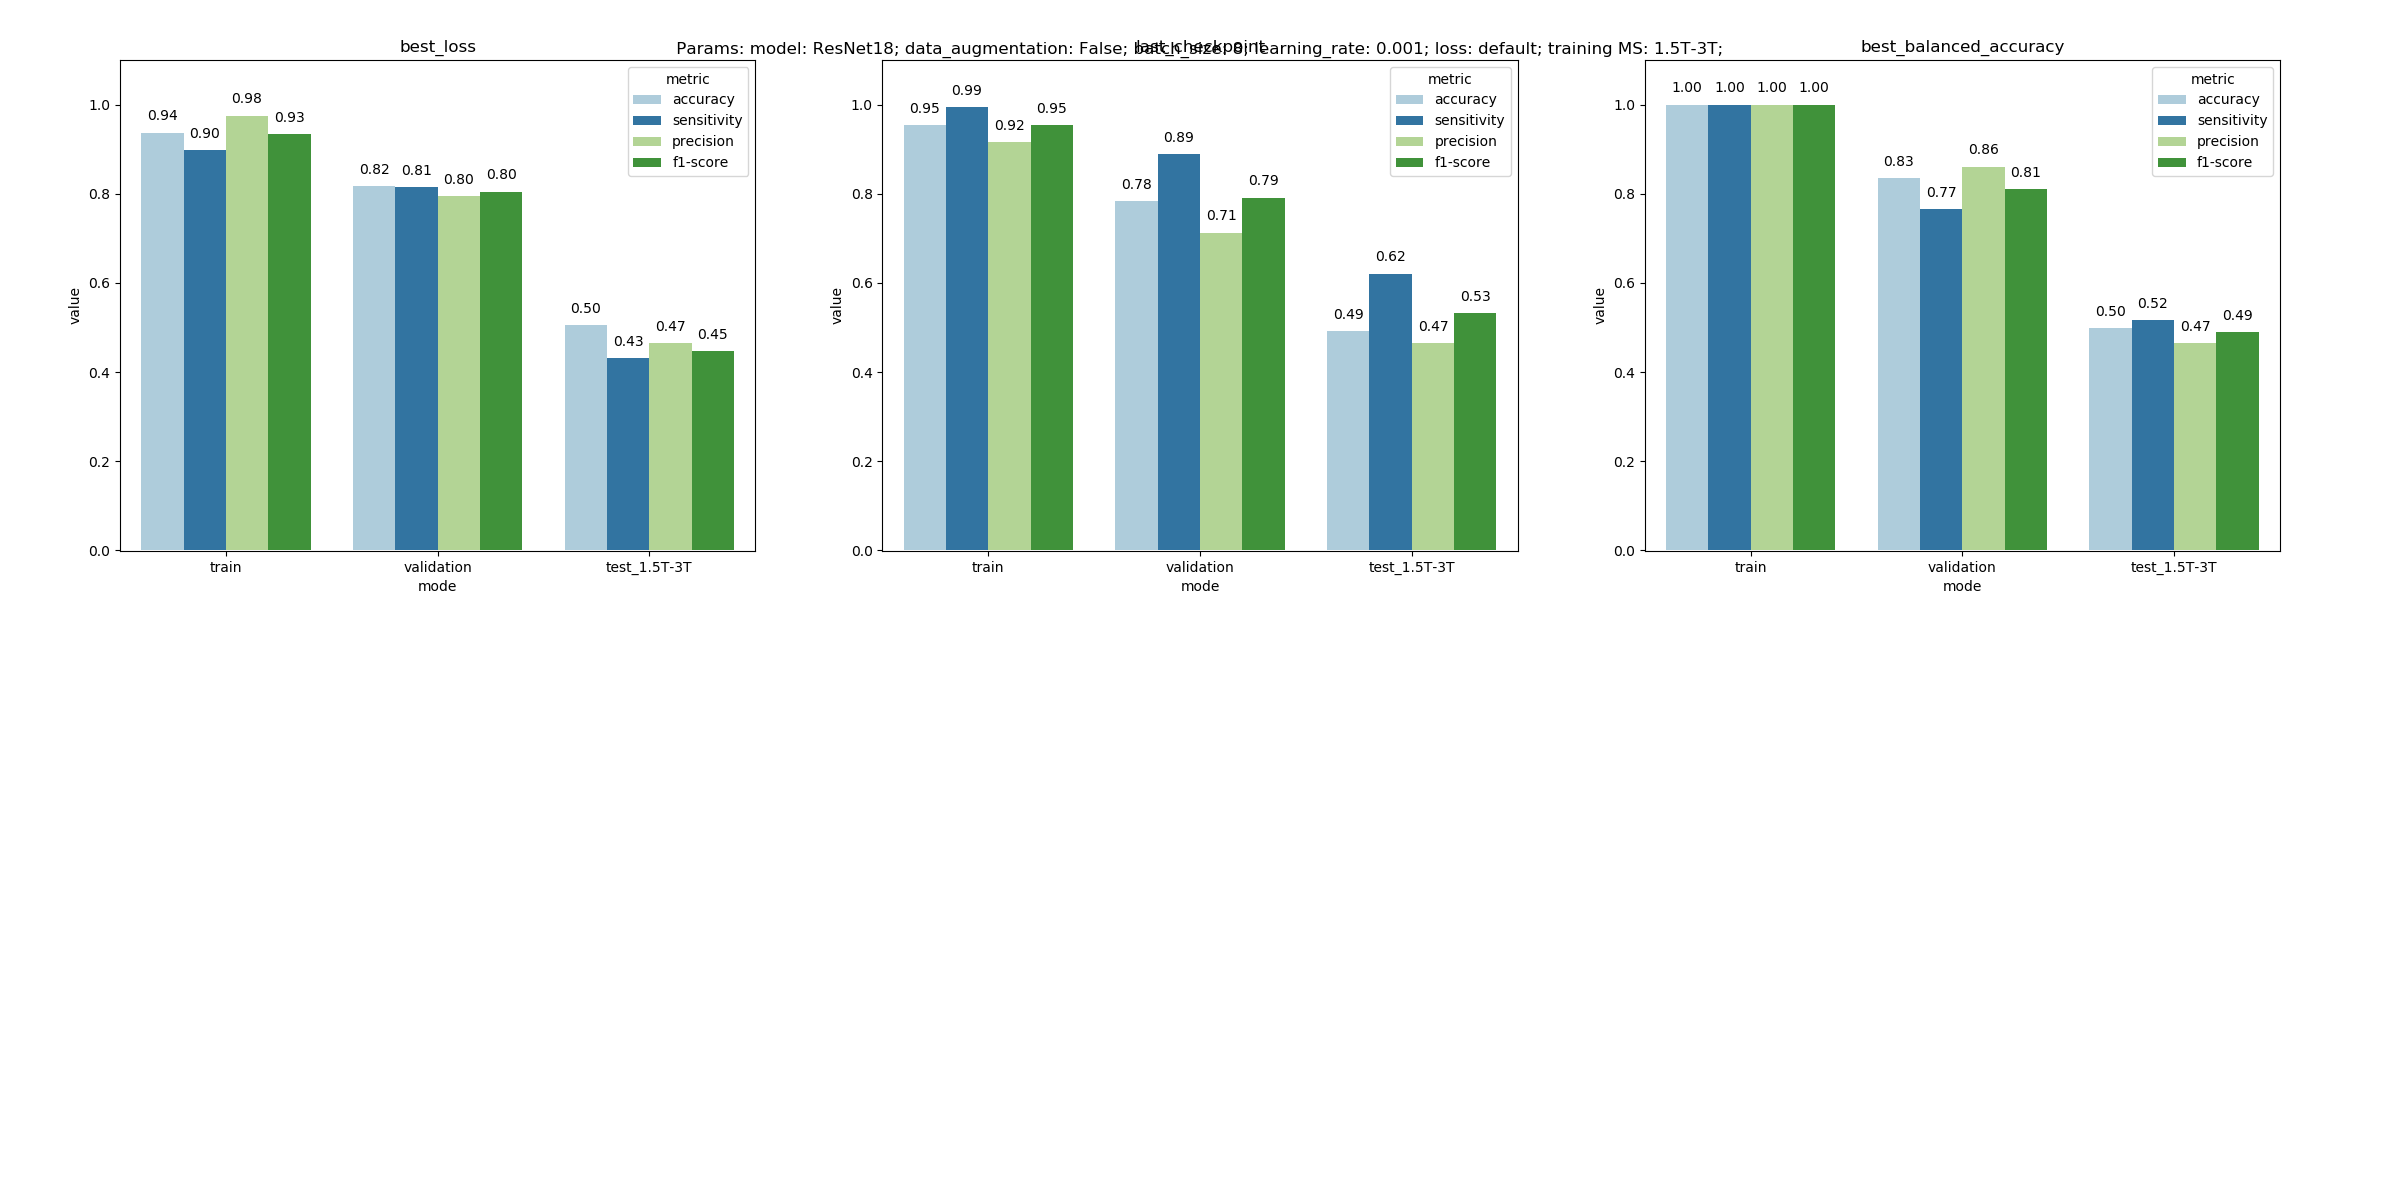 best_loss
Params: model: ResNet18; data_augmentation: False; batch_size: 8; learning_rate: 0.001; loss: default; training MS: 1.5T-3T;
last_checkpoint
best_balanced_accuracy
metric
accuracy
sensitivity
precision
f1-score
0.94
0.90
0.98
0.93
0.82
0.81
0.80
0.80
0.50
0.43
0.47
0.45
1.0
0.8
0.6
0.4
0.2
0.0
value
train
validation
test_1.5T-3T
mode
metric
accuracy
sensitivity
precision
f1-score
0.95
0.99
0.92
0.95
0.78
0.89
0.71
0.79
0.49
0.62
0.47
0.53
1.0
0.8
0.6
0.4
0.2
0.0
value
train
validation
test_1.5T-3T
mode
metric
accuracy
sensitivity
precision
f1-score
1.00
1.00
1.00
1.00
0.83
0.77
0.86
0.81
0.50
0.52
0.47
0.49
1.0
0.8
0.6
0.4
0.2
0.0
value
train
validation
test_1.5T-3T
mode